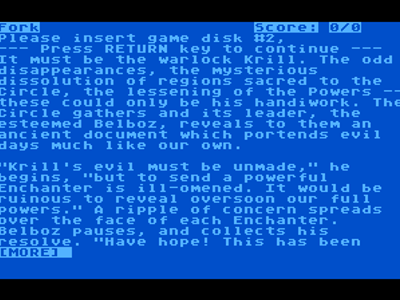 Fork Score: 0/0
Please insert game disk #2,
--- Press RETURN key to continue ---
It must be the warlock Krill. The odd
disappearances, the mysterious
dissolution of regions sacred to the
Circle, the lessening of the Powers --
these could only be his handiwork. The
Circle gathers and its leader, the
esteemed Belboz, reveals to them an
ancient document which portends evil
days much like our own.
"Krill's evil must be unmade," he
begins, "but to send a powerful
Enchanter is ill-omened. It would be
ruinous to reveal oversoon our full
powers." A ripple of concern spreads
over the face of each Enchanter.
Belboz pauses, and collects his
resolve. "Have hope! This has been
[MORE]